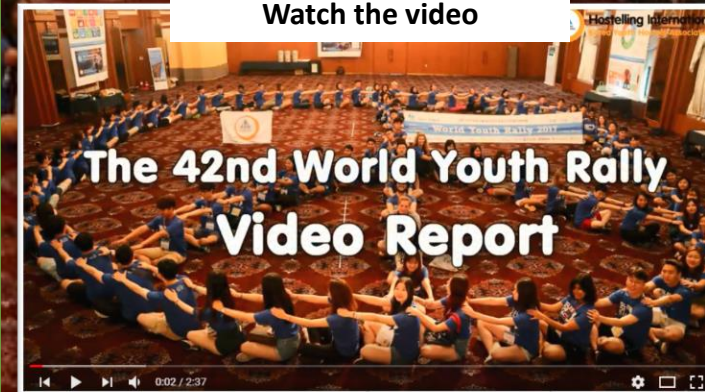 Watch the video
Hostelling Internation
World Youth Rally 2017
The 42nd World Youth Rally
Video Report
0:02 / 2:37